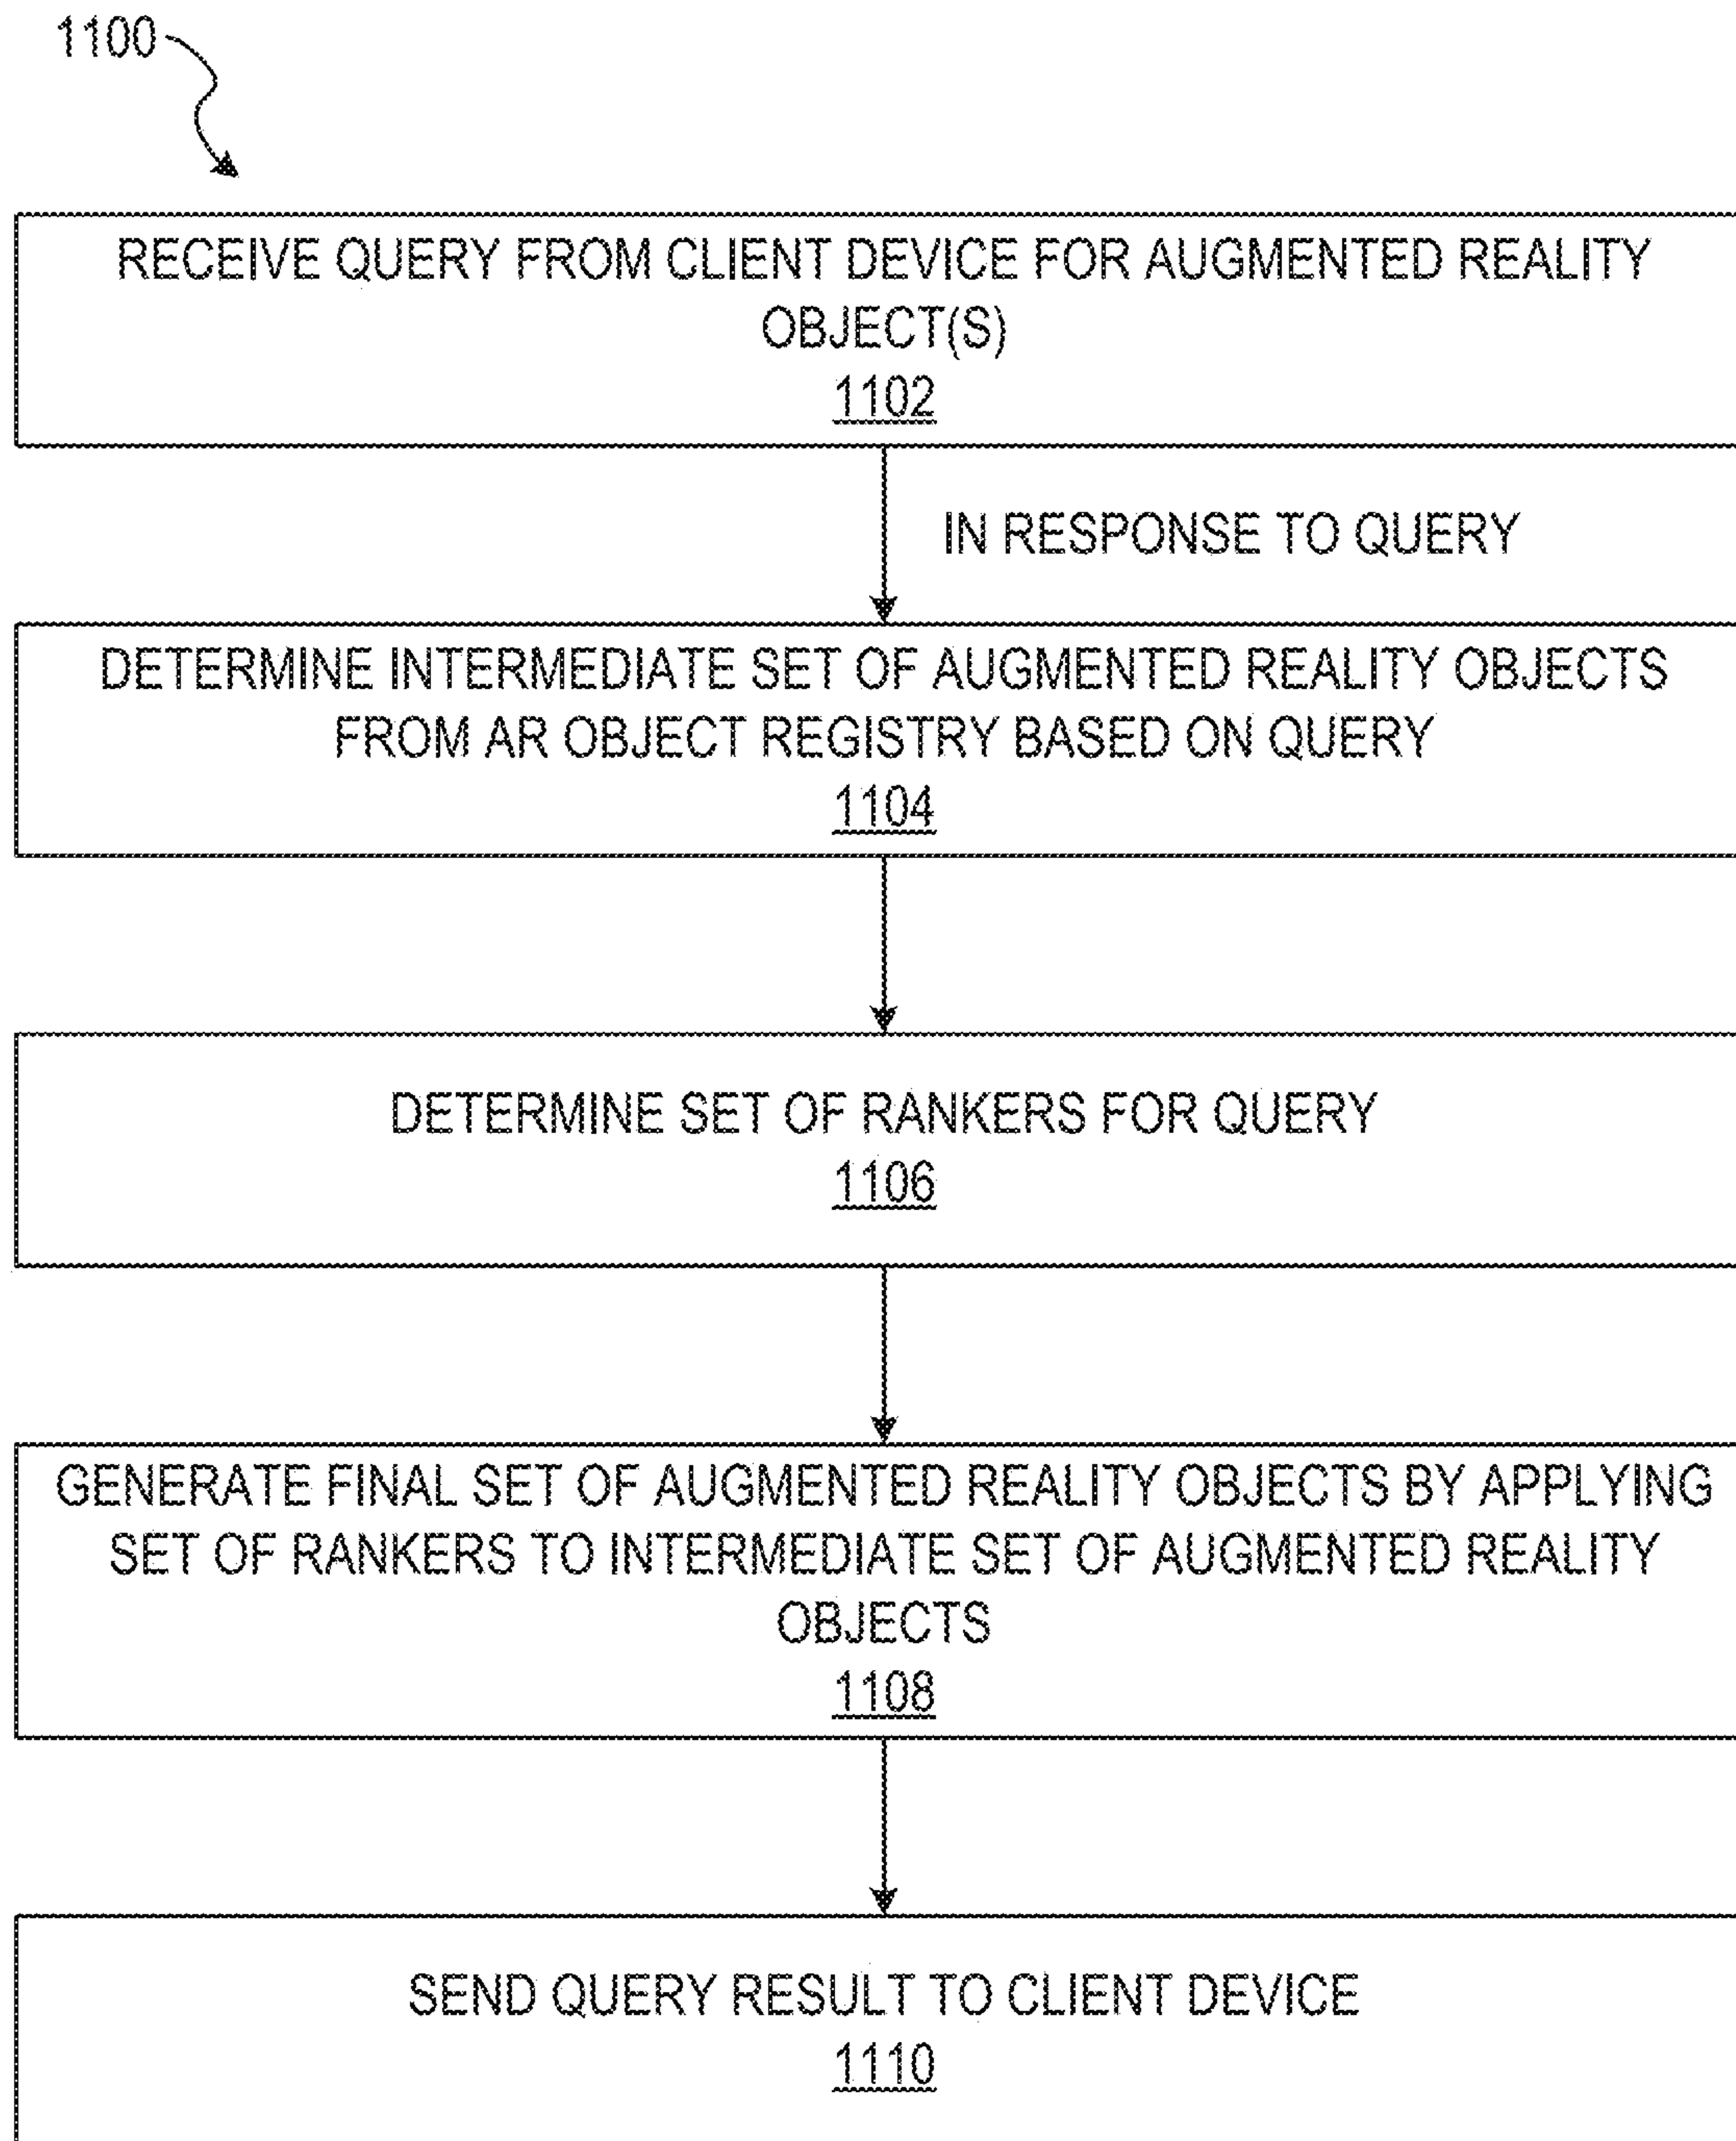 1100
RECEIVE QUERY FROM CLIENT DEVICE FOR AUGMENTED REALITY
OBJECT(S)
1102
IN RESPONSE TO QUERY
DETERMINE INTERMEDIATE SET OF AUGMENTED REALITY OBJECTS
FROM AR OBJECT REGISTRY BASED ON QUERY
1104
DETERMINE SET OF RANKERS FOR QUERY
1106
GENERATE FINAL SET OF AUGMENTED REALITY OBJECTS BY APPLYING
SET OF RANKERS TO INTERMEDIATE SET OF AUGMENTED REALITY
OBJECTS
1108
SEND QUERY RESULT TO CLIENT DEVICE
1110